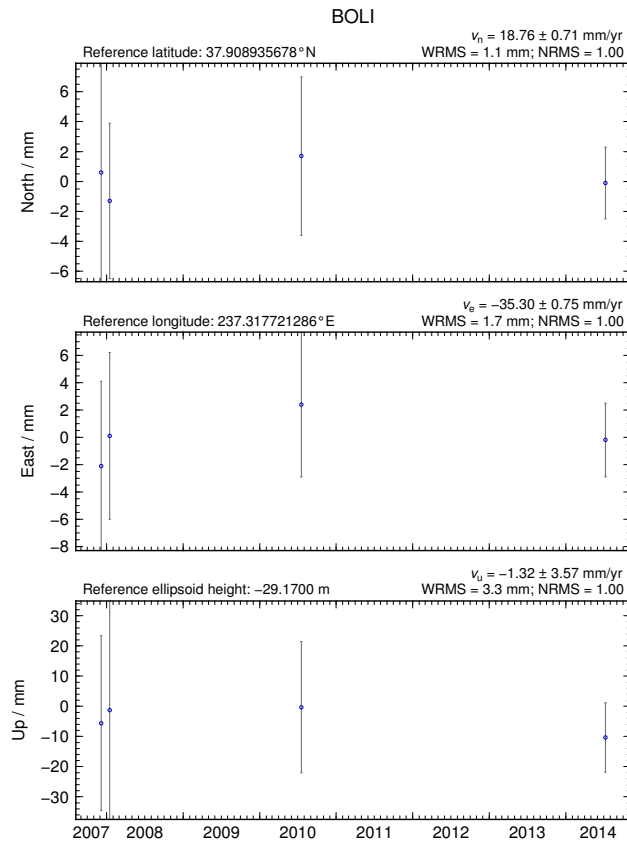 BOLI
vn = 18.76 ± 0.71 mm/yr
Reference latitude: 37.908935678°N WRMS = 1.1 mm; NRMS = 1.00
6
4
2
0
−2
−4
−6
North / mm
ve = −35.30 ± 0.75 mm/yr
Reference longitude: 237.317721286°E WRMS = 1.7 mm; NRMS = 1.00
6
4
2
0
−2
−4
−6
−8
East / mm
vu = −1.32 ± 3.57 mm/yr
Reference ellipsoid height: −29.1700 m WRMS = 3.3 mm; NRMS = 1.00
30
20
10
0
−10
−20
−30
Up / mm
2007 2008 2009 2010 2011 2012 2013 2014